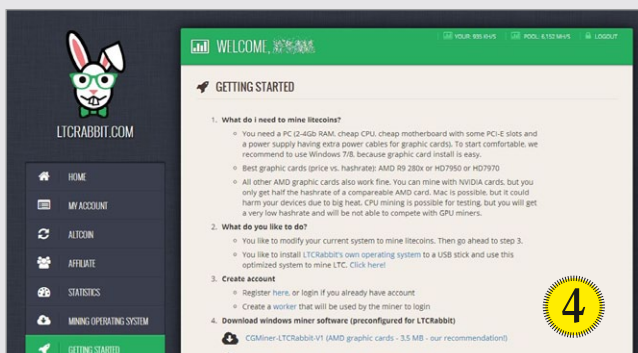 WELCOME,
YOUR: 935 KH/S
POOL: 6,152 MH/S
LOGOUT
LTCRABBIT.COM
HOME
MY ACCOUNT
ALTCOIN
AFFILIATE
STATISTICS
MINING OPERATING SYSTEM
GETTING STARTED
GETTING STARTED
1. What do i need to mine litecoins?
You need a PC (2-4Gb RAM, cheap CPU, cheap motherboard with some PCI-E slots and
a power supply having extra power cables for graphic cards). To start comfortable, we
recommend to use Windows 7/8, because graphic card install is easy.
Best graphic cards (price vs. hashrate): AMD R9 280x or HD7950 or HD7970
All other AMD graphic cards also work fine. You can mine with NVIDIA cards, but you
only get half the hashrate of a compareable AMD card. Mac is possible, but it could
harm your devices due to big heat. CPU mining is possible for testing, but you will get
a very low hashrate and will be not able to compete with GPU miners.
2. What do you like to do?
You like to modify your current system to mine litecoins. Then go ahead to step 3.
You like to install LTCRabbit's own operating system to a USB stick and use this
optimized system to mine LTC. Click here!
3. Create account
Register here, or login if you already have account
Create a worker that will be used by the miner to login
4. Download windows miner software (preconfigured for LTCRabbit)
CGMiner-LTCRabbit-V1 (AMD graphic cards - 3,5 MB - our recommendation!)
4